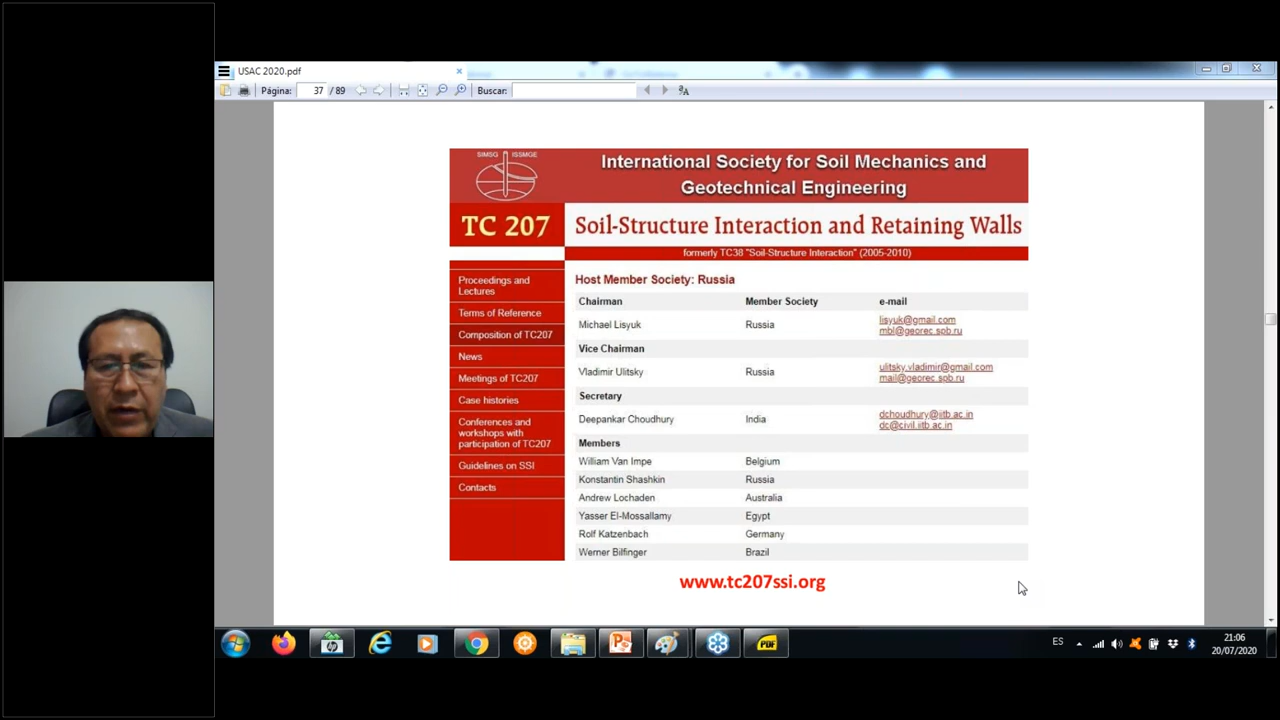 USAC 2020.pdf
Página: 37 / 89 Buscar:
SIMSG ISSMGE
International Society for Soil Mechanics and
Geotechnical Engineering
TC 207
Soil-Structure Interaction and Retaining Walls
formerly TC38 "Soil-Structure Interaction" (2005-2010)
Proceedings and
Lectures
Terms of Reference
Composition of TC207
News
Meetings of TC207
Case histories
Conferences and
workshops with
participation of TC207
Guidelines on SSI
Contacts
Host Member Society: Russia
Chairman Member Society e-mail
Michael Lisyuk Russia lisyuk@gmail.com
mbl@georec.spb.ru
Vice Chairman
Vladimir Ulitsky Russia ulitsky.vladimir@gmail.com
mail@georec.spb.ru
Secretary
Deepankar Choudhury India dchoudhury@iitb.ac.in
dc@civil.iitb.ac.in
Members
William Van Impe Belgium
Konstantin Shashkin Russia
Andrew Lochaden Australia
Yasser El-Mossallamy Egypt
Rolf Katzenbach Germany
Werner Bilfinger Brazil
www.tc207ssi.org
PDF
ES
21:06
20/07/2020